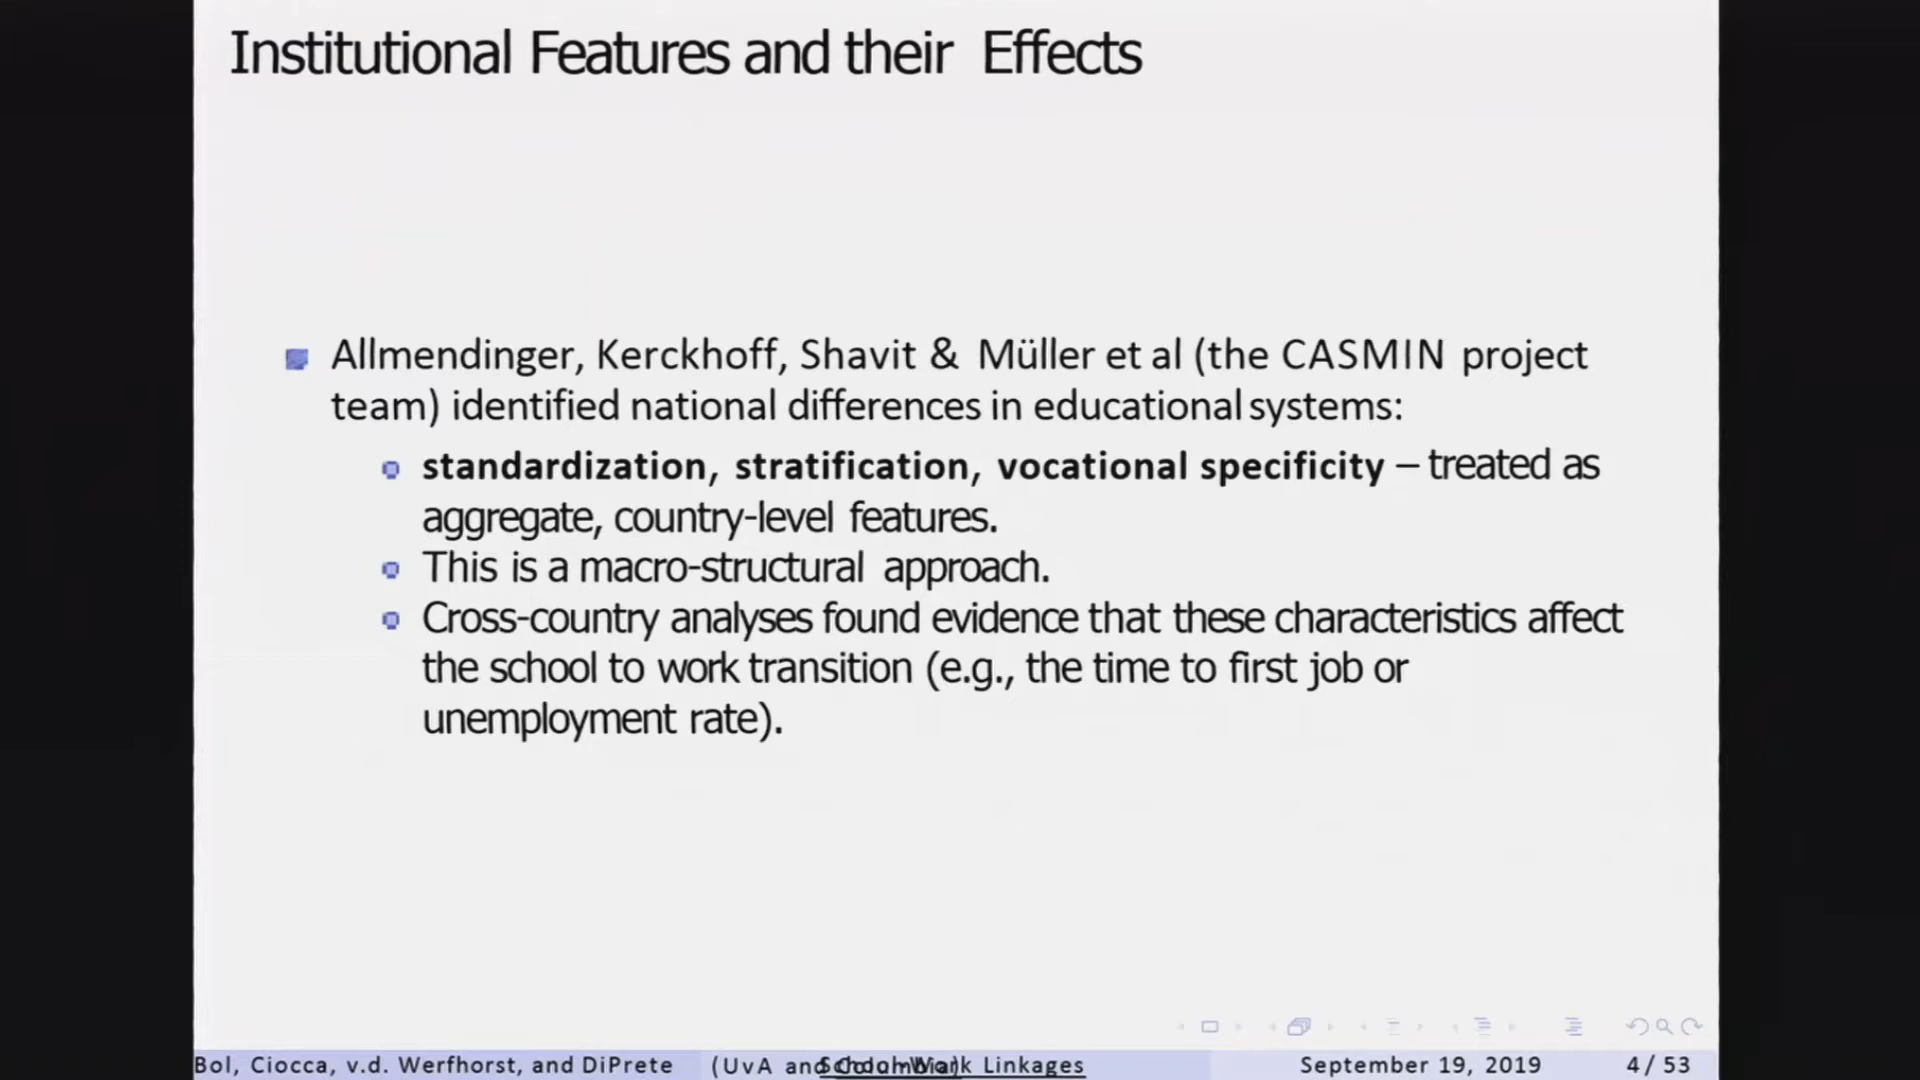 Institutional Features and their Effects
Allmendinger, Kerckhoff, Shavit & Müller et al (the CASMIN project
team) identified national differences in educational systems:
standardization, stratification, vocational specificity – treated as
aggregate, country-level features.
This is a macro-structural approach.
Cross-country analyses found evidence that these characteristics affect
the school to work transition (e.g., the time to first job or
unemployment rate).
Bol, Ciocca, v.d. Werfhorst, and DiPrete (UvA and Columbia) School-Work Linkages September 19, 2019 4 / 53